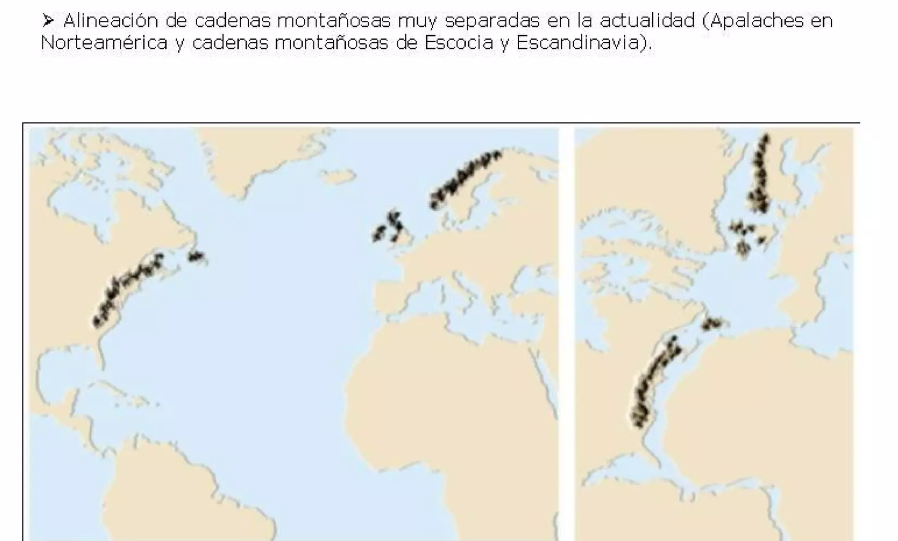 ➢ Alineación de cadenas montañosas muy separadas en la actualidad (Apalaches en
Norteamérica y cadenas montañosas de Escocia y Escandinavia).